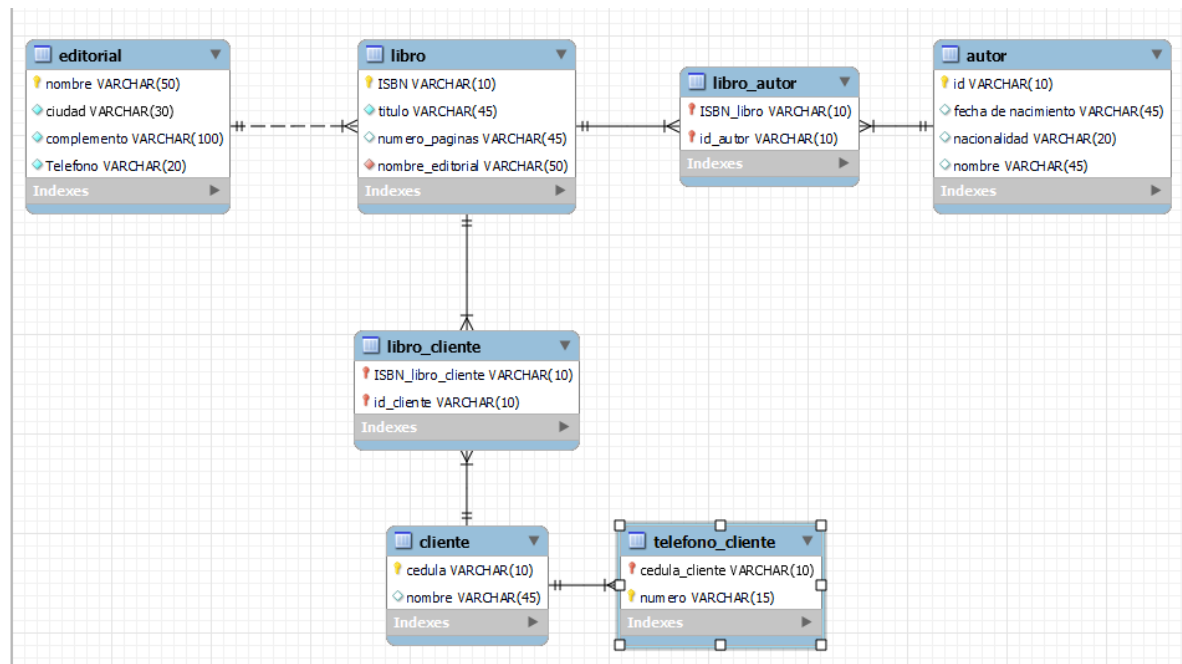 editorial
nombre VARCHAR(50)
ciudad VARCHAR(30)
complemento VARCHAR(100)
Telefono VARCHAR(20)
Indexes
libro
ISBN VARCHAR(10)
titulo VARCHAR(45)
numero_paginas VARCHAR(45)
nombre_editorial VARCHAR(50)
Indexes
libro_autor
ISBN_libro VARCHAR(10)
id_autor VARCHAR(10)
Indexes
autor
id VARCHAR(10)
fecha de nacimiento VARCHAR(45)
nacionalidad VARCHAR(20)
nombre VARCHAR(45)
Indexes
libro_cliente
ISBN_libro_cliente VARCHAR(10)
id_cliente VARCHAR(10)
Indexes
cliente
cedula VARCHAR(10)
nombre VARCHAR(45)
Indexes
telefono_cliente
cedula_cliente VARCHAR(10)
numero VARCHAR(15)
Indexes